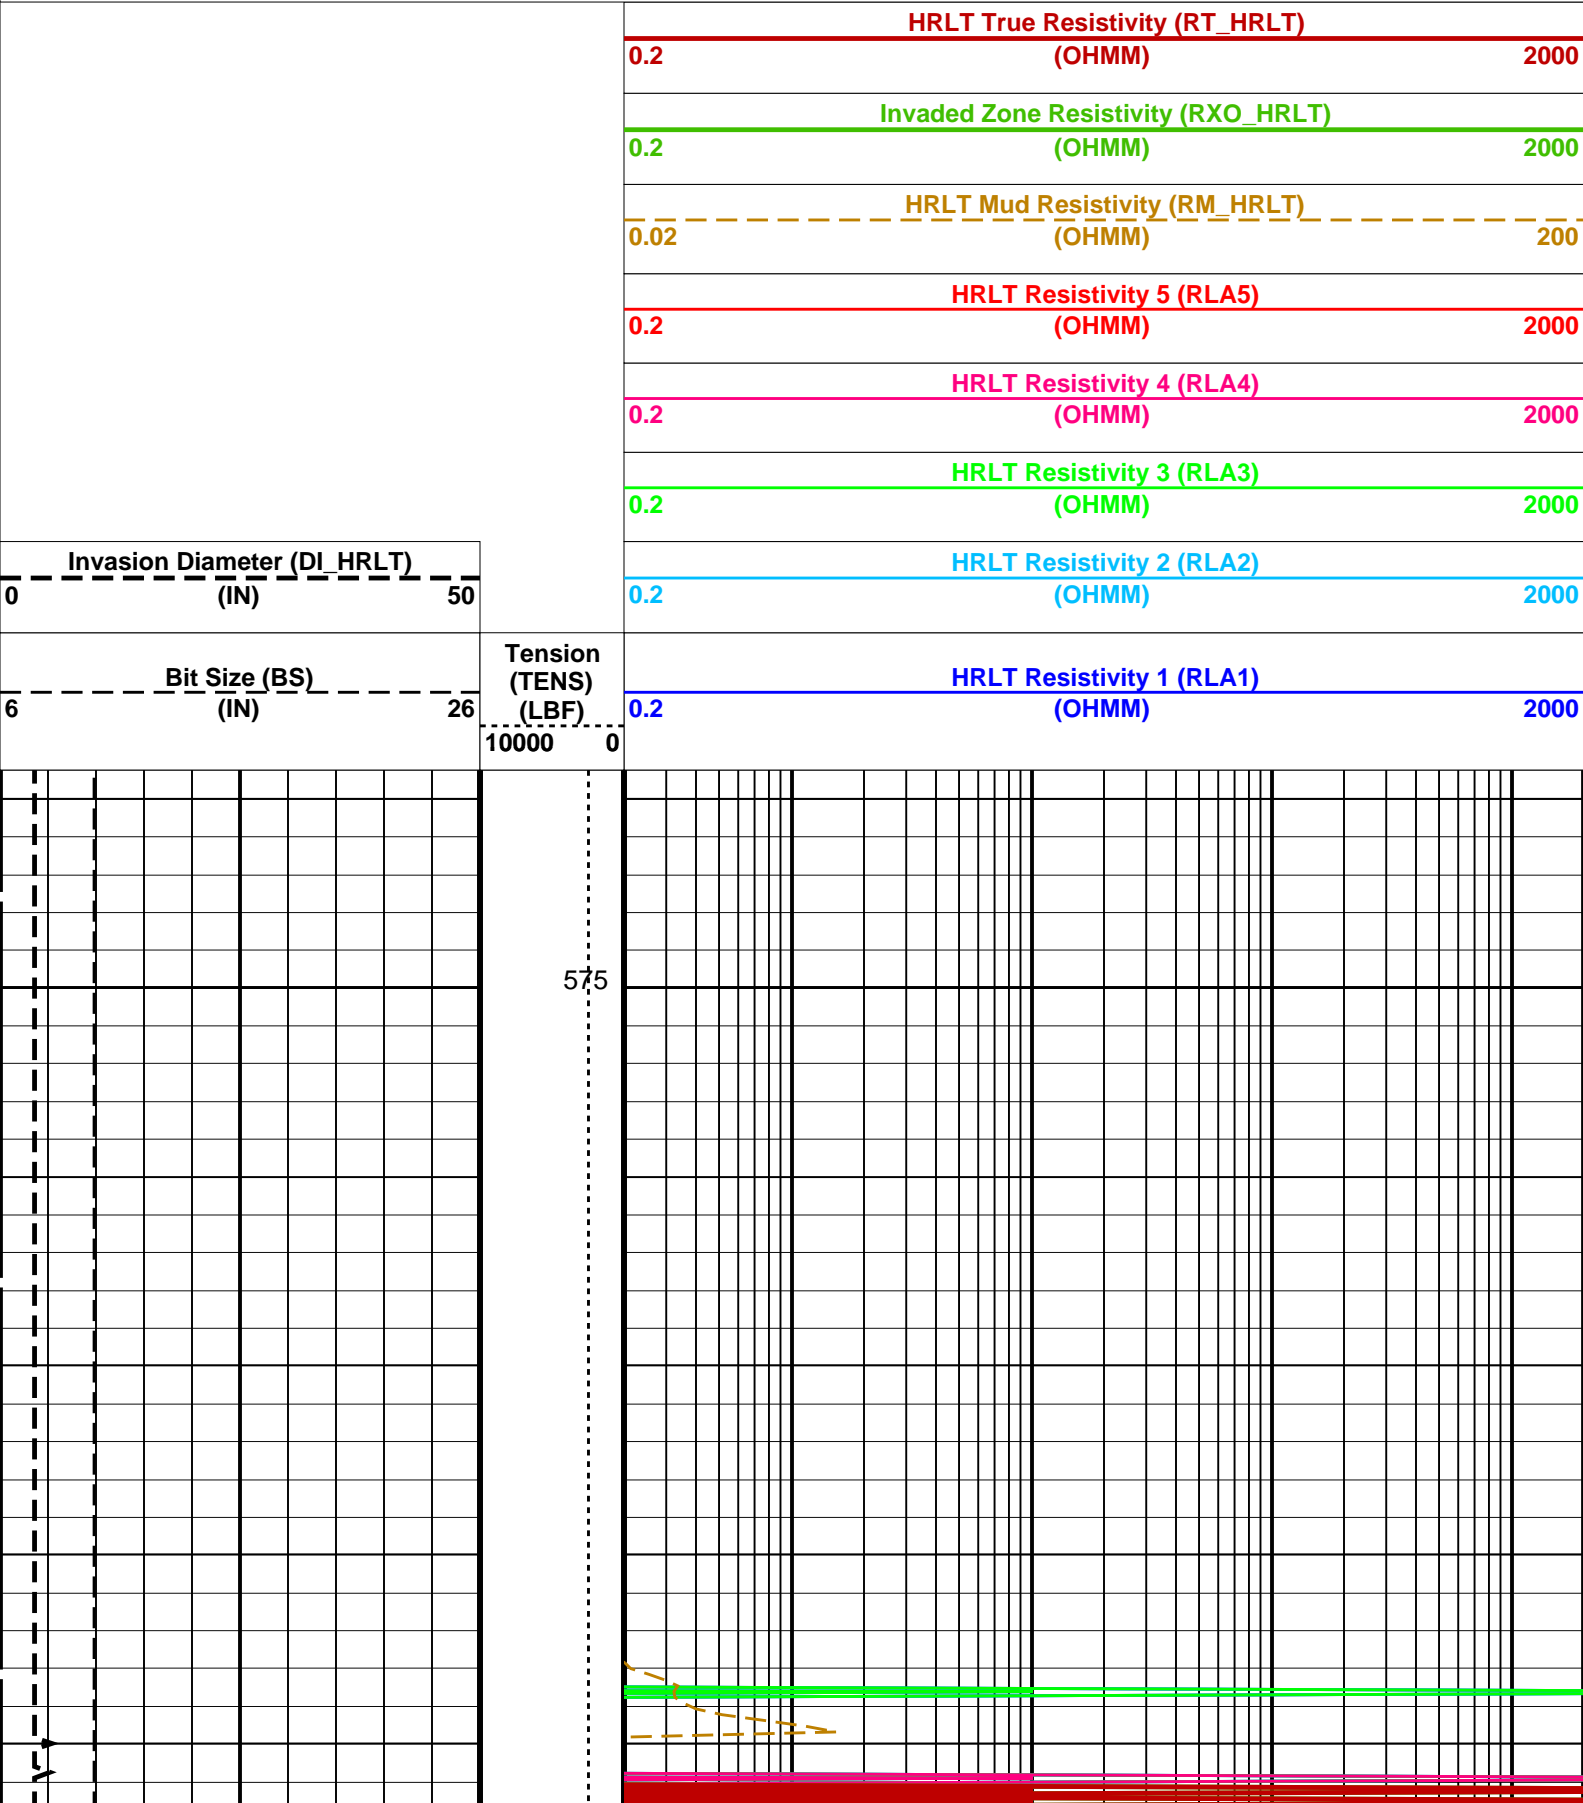 HRLT True Resistivity (RT_HRLT)
0.2 (OHMM) 2000
Invaded Zone Resistivity (RXO_HRLT)
0.2 (OHMM) 2000
HRLT Mud Resistivity (RM_HRLT)
0.02 (OHMM) 200
HRLT Resistivity 5 (RLA5)
0.2 (OHMM) 2000
HRLT Resistivity 4 (RLA4)
0.2 (OHMM) 2000
HRLT Resistivity 3 (RLA3)
0.2 (OHMM) 2000
Invasion Diameter (DI_HRLT)
0 (IN) 50
HRLT Resistivity 2 (RLA2)
0.2 (OHMM) 2000
Bit Size (BS)
6 (IN) 26
Tension
(TENS)
(LBF)
10000 0
HRLT Resistivity 1 (RLA1)
0.2 (OHMM) 2000
575